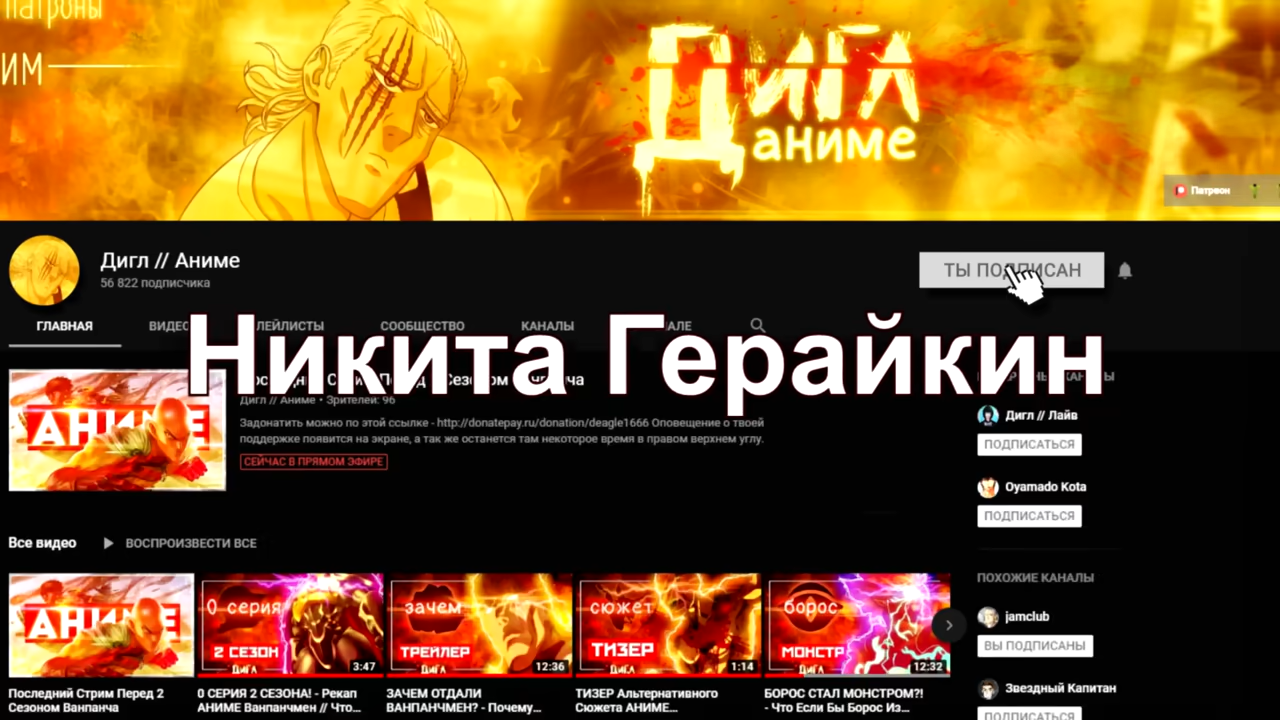 патроны
ИМ
Дигл
аниме
Патреон
Дигл // Аниме
56 822 подписчика
ТЫ ПОДПИСАН
ГЛАВНАЯ
СООБЩЕСТВО
КАНАЛЫ
Никита Герайкин
АНИМЕ
Дигл // Аниме • Зрителей: 96
Задонатить можно по этой ссылке - http://donatepay.ru/donation/deagle1666 Оповещение о твоей
поддержке появится на экране, а так же останется там некоторое время в правом верхнем углу.
СЕЙЧАС В ПРЯМОМ ЭФИРЕ
Дигл // Лайв
ПОДПИСАТЬСЯ
Oyamado Kota
ПОДПИСАТЬСЯ
Все видео
ВОСПРОИЗВЕСТИ ВСЕ
ПОХОЖИЕ КАНАЛЫ
jamclub
ВЫ ПОДПИСАНЫ
Звездный Капитан
ПОДПИСАТЬСЯ
АНИМЕ
0 серия
2 СЕЗОН
ДИГЛ
3:47
зачем
ТРЕЙЛЕР
ДИГЛ
12:36
сюжет
ТИЗЕР
ДИГЛ
1:14
борос
МОНСТР
ДИГЛ
12:32
Последний Стрим Перед 2
Сезоном Ванпанча
0 СЕРИЯ 2 СЕЗОНА! - Рекап
АНИМЕ Ванпанчмен // Что...
ЗАЧЕМ ОТДАЛИ
ВАНПАНЧМЕН? - Почему...
ТИЗЕР Альтернативного
Сюжета АНИМЕ...
БОРОС СТАЛ МОНСТРОМ?!
- Что Если Бы Борос Из...